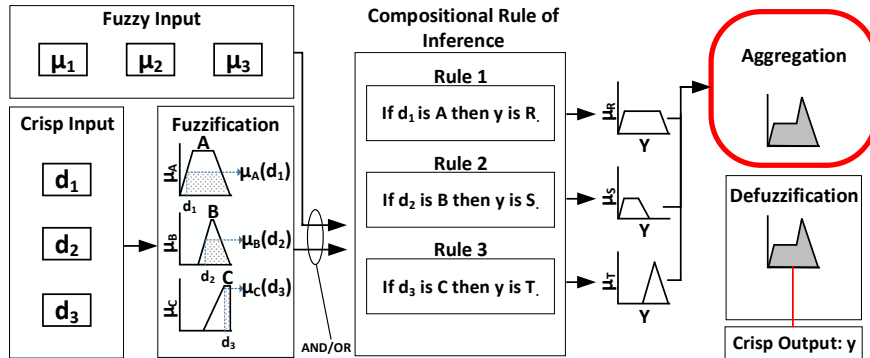 Fuzzy Input
μ1
μ2
μ3
Crisp Input
d1
d2
d3
Fuzzification
A
μA
μA(d1)
d1
B
μB
μB(d2)
d2
C
μC
μC(d3)
d3
AND/OR
Compositional Rule of
Inference
Rule 1
If d1 is A then y is R.
Rule 2
If d2 is B then y is S.
Rule 3
If d3 is C then y is T.
μR
Y
μS
Y
μT
Y
Aggregation
Defuzzification
Crisp Output: y